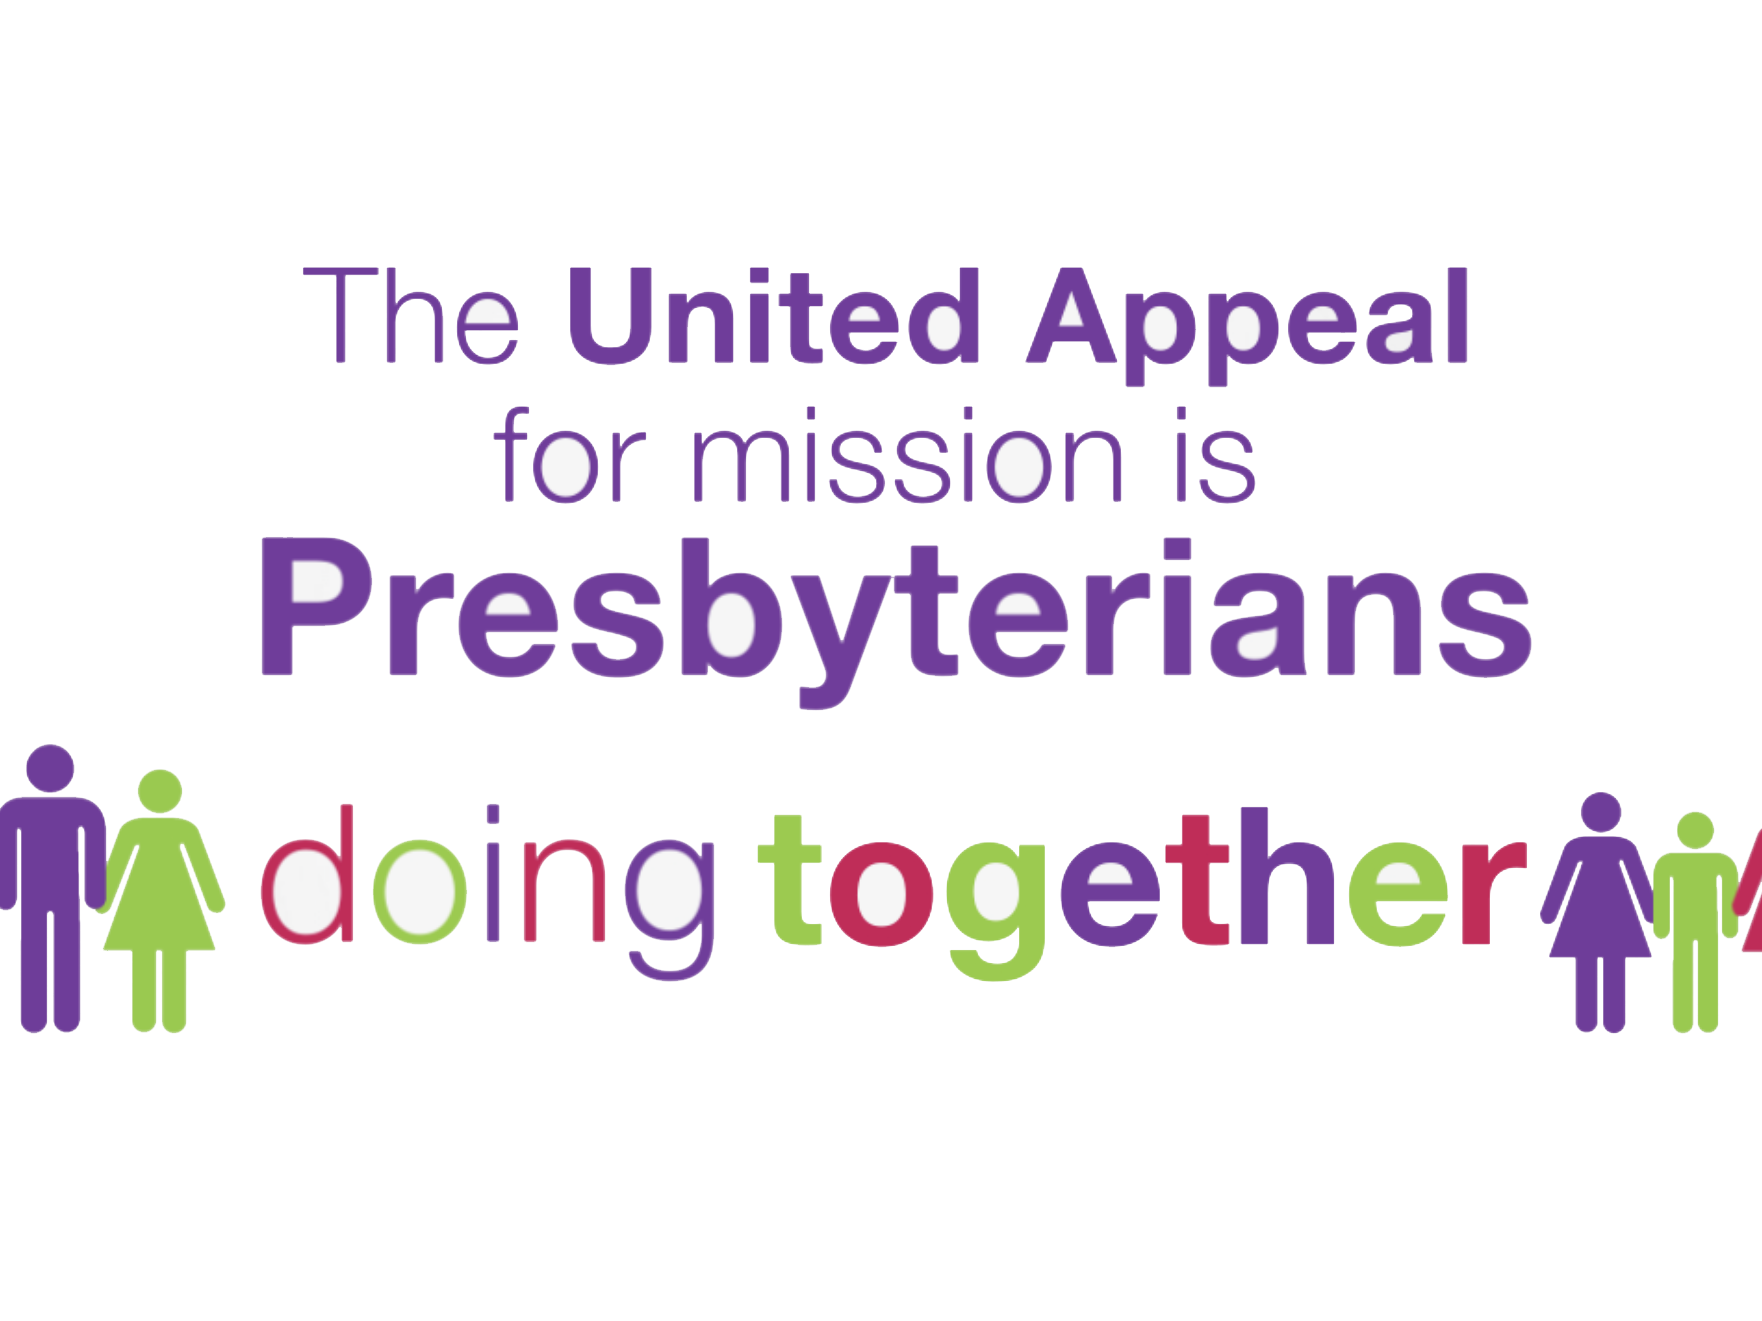 The United Appeal
for mission is
Presbyterians
doing together